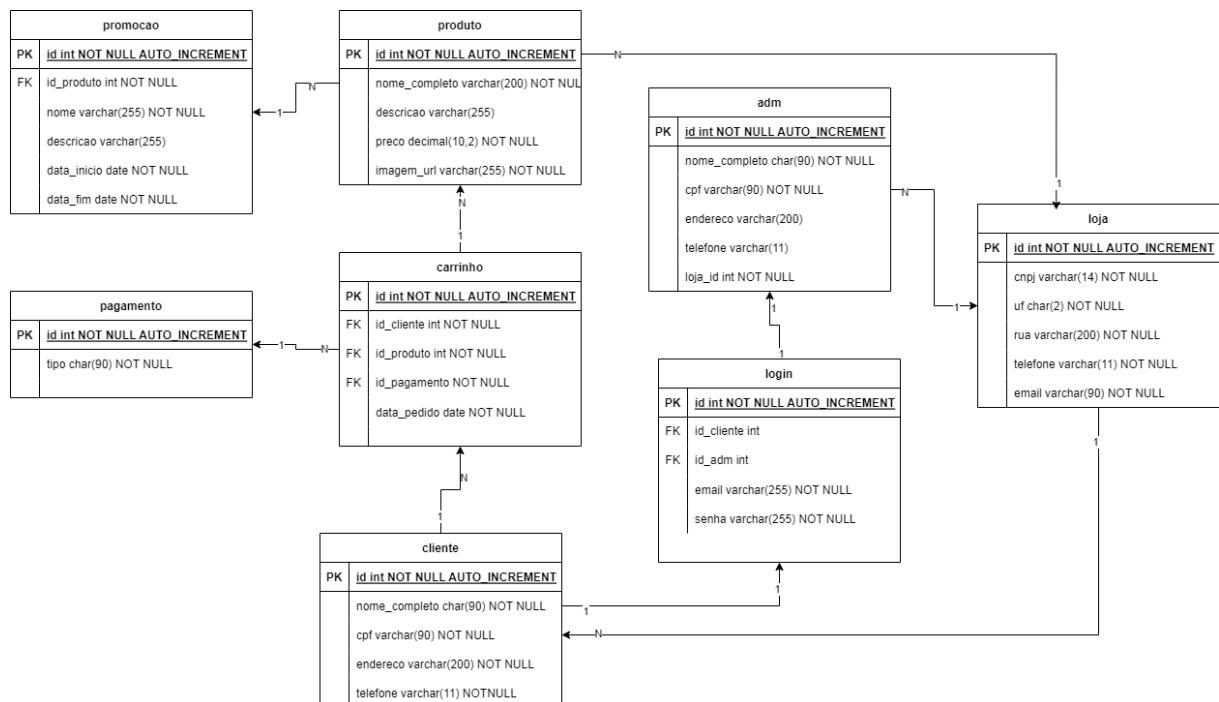 promocao
PK id int NOT NULL AUTO_INCREMENT
FK id_produto int NOT NULL
nome varchar(255) NOT NULL
descricao varchar(255)
data_inicio date NOT NULL
data_fim date NOT NULL
1
N
produto
PK id int NOT NULL AUTO_INCREMENT
nome_completo varchar(200) NOT NUL
descricao varchar(255)
preco decimal(10,2) NOT NULL
imagem_url varchar(255) NOT NULL
N
1
N
1
adm
PK id int NOT NULL AUTO_INCREMENT
nome_completo char(90) NOT NULL
cpf varchar(90) NOT NULL
endereco varchar(200)
telefone varchar(11)
loja_id int NOT NULL
N
1
loja
PK id int NOT NULL AUTO_INCREMENT
cnpj varchar(14) NOT NULL
uf char(2) NOT NULL
rua varchar(200) NOT NULL
telefone varchar(11) NOT NULL
email varchar(90) NOT NULL
carrinho
PK id int NOT NULL AUTO_INCREMENT
FK id_cliente int NOT NULL
FK id_produto int NOT NULL
FK id_pagamento NOT NULL
data_pedido date NOT NULL
pagamento
PK id int NOT NULL AUTO_INCREMENT
tipo char(90) NOT NULL
1
N
1
1
login
PK id int NOT NULL AUTO_INCREMENT
FK id_cliente int
FK id_adm int
email varchar(255) NOT NULL
senha varchar(255) NOT NULL
1
N
1
cliente
PK id int NOT NULL AUTO_INCREMENT
nome_completo char(90) NOT NULL
cpf varchar(90) NOT NULL
endereco varchar(200) NOT NULL
telefone varchar(11) NOTNULL
1
1
N